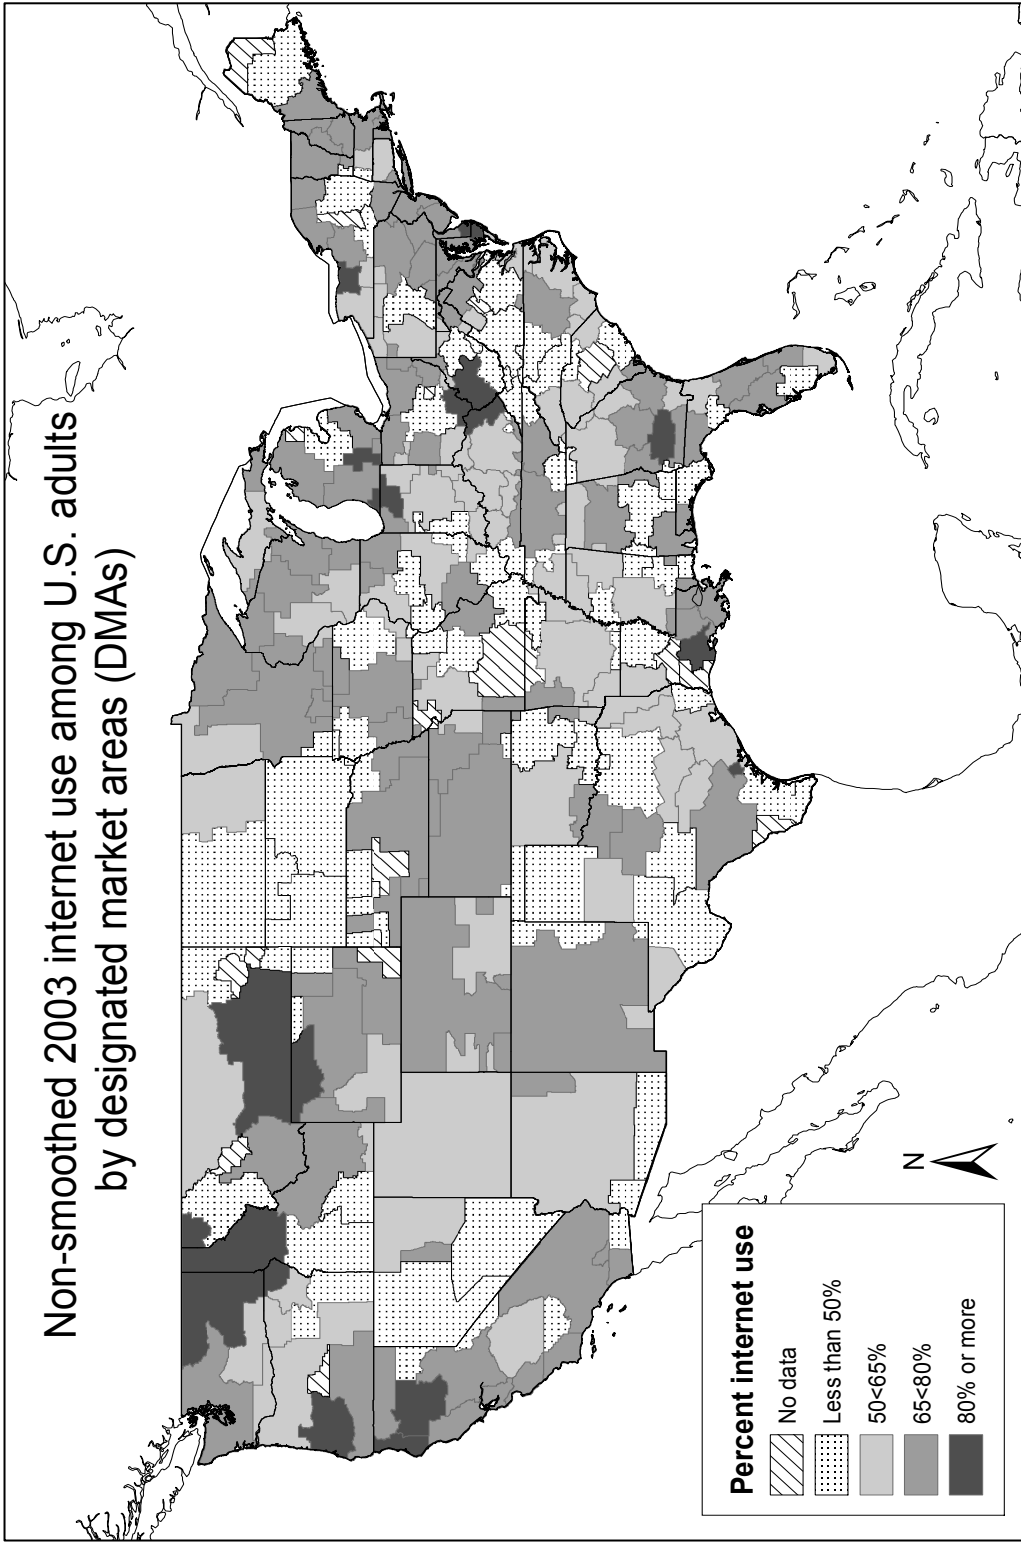 Non-smoothed 2003 internet use among U.S. adults
by designated market areas (DMAs)
N
Percent internet use
No data
Less than 50%
50<65%
65<80%
80% or more